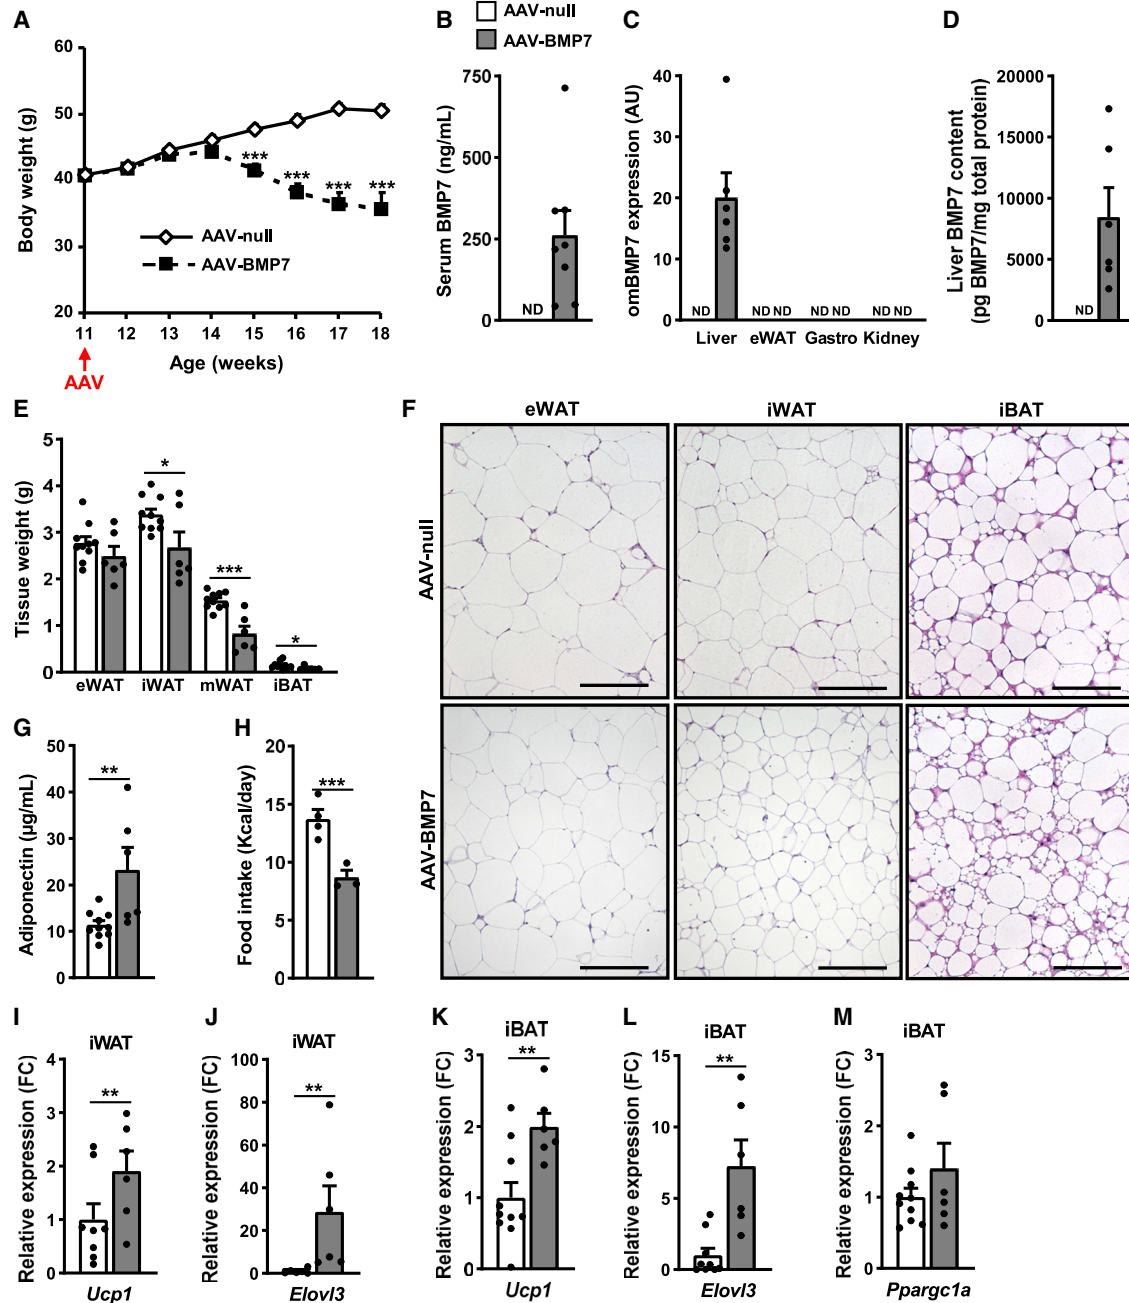 A
Body weight (g)
60
50
40
30
20
AAV-null
AAV-BMP7
***
***
***
***
11 12 13 14 15 16 17 18
Age (weeks)
AAV
AAV-null
AAV-BMP7
B
Serum BMP7 (ng/mL)
750
500
250
0
ND
C
omBMP7 expression (AU)
40
30
20
10
0
ND ND ND ND ND ND ND
Liver eWAT Gastro Kidney
D
Liver BMP7 content
(pg BMP7/mg total protein)
20000
15000
10000
5000
0
ND
E
Tissue weight (g)
5
4
3
2
1
0
*
***
*
eWAT iWAT mWAT iBAT
F
eWAT iWAT iBAT
AAV-null
AAV-BMP7
G
Adiponectin (µg/mL)
50
40
30
20
10
0
**
H
Food intake (Kcal/day)
20
15
10
5
0
***
I
iWAT
Relative expression (FC)
4
3
2
1
0
**
Ucp1
J
iWAT
Relative expression (FC)
100
80
60
40
20
0
**
Elovl3
K
iBAT
Relative expression (FC)
3
2
1
0
**
Ucp1
L
iBAT
Relative expression (FC)
15
10
5
0
**
Elovl3
M
iBAT
Relative expression (FC)
3
2
1
0
Ppargc1a